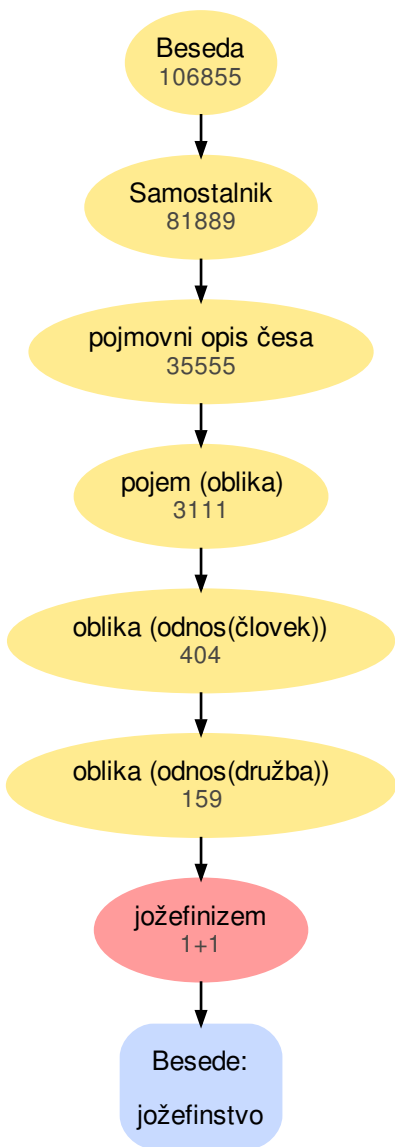 Beseda
106855
Samostalnik
81889
pojmovni opis česa
35555
pojem (oblika)
3111
oblika (odnos(človek))
404
oblika (odnos(družba))
159
jožefinizem
1+1
Besede:
jožefinstvo